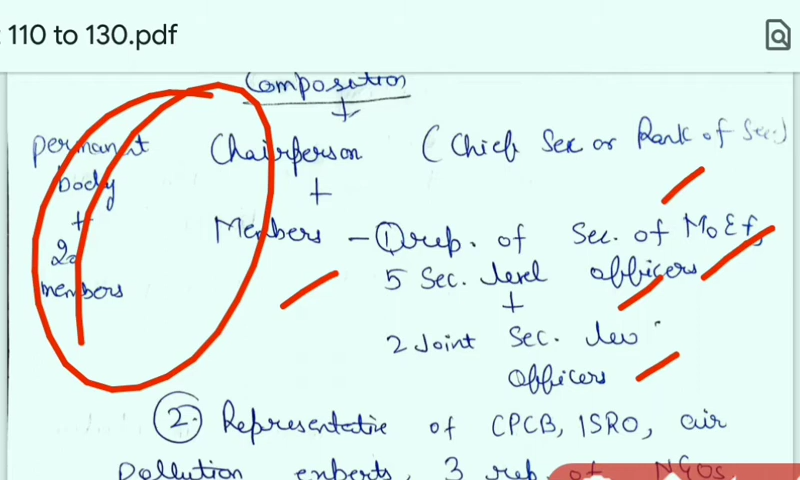 110 to 130.pdf
Composition
permanent body
+
22 members
Chairperson (Chief Sec or Rank of Sec)
+
Members - ① rep. of Sec. of MoEf,
5 Sec. level officers
+
2 Joint Sec. lev
officers
② Representative of CPCB, ISRO, air
Pollution experts, 3 rep. of NGOs